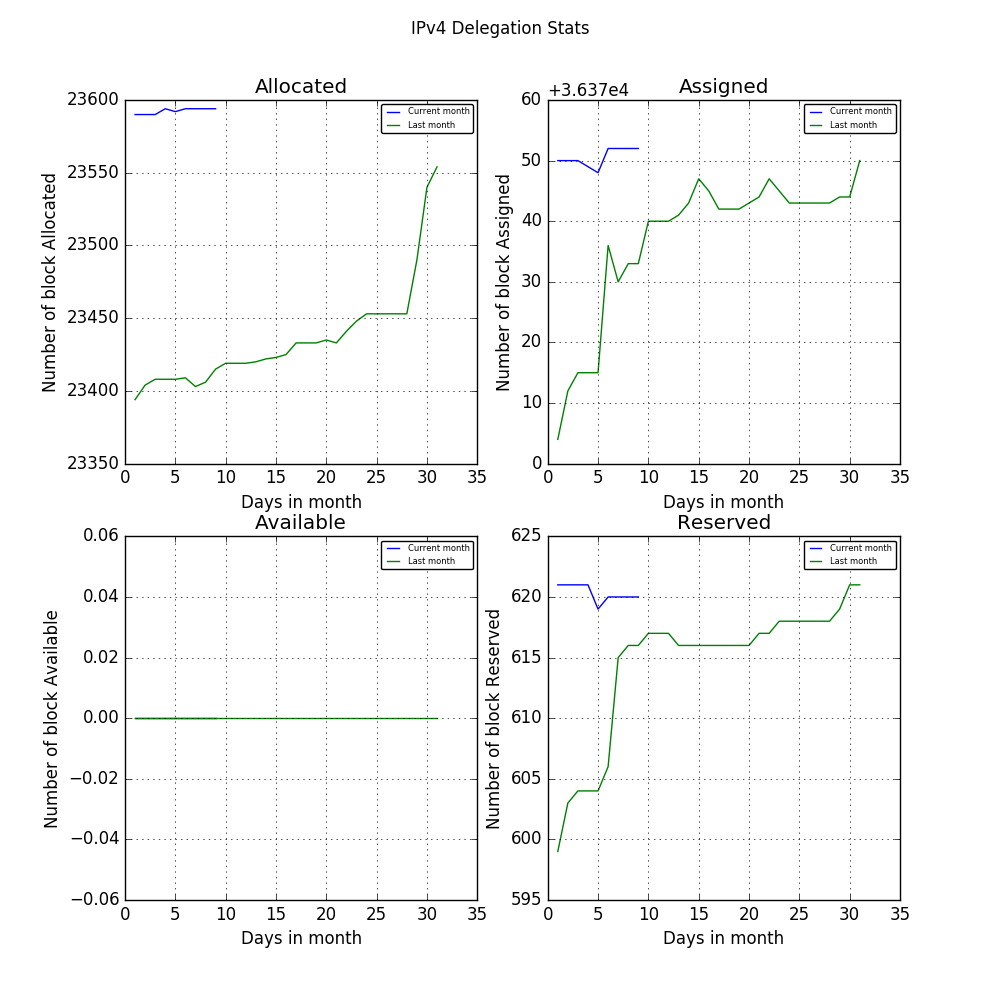 IPv4 Delegation Stats
Allocated
23600
23550
23500
23450
23400
23350
Number of block Allocated
0 5 10 15 20 25 30 35
Days in month
Current month
Last month
+3.637e4
Assigned
60
50
40
30
20
10
0
Number of block Assigned
0 5 10 15 20 25 30 35
Days in month
Current month
Last month
Available
0.06
0.04
0.02
0.00
−0.02
−0.04
−0.06
Number of block Available
0 5 10 15 20 25 30 35
Days in month
Current month
Last month
Reserved
625
620
615
610
605
600
595
Number of block Reserved
0 5 10 15 20 25 30 35
Days in month
Current month
Last month